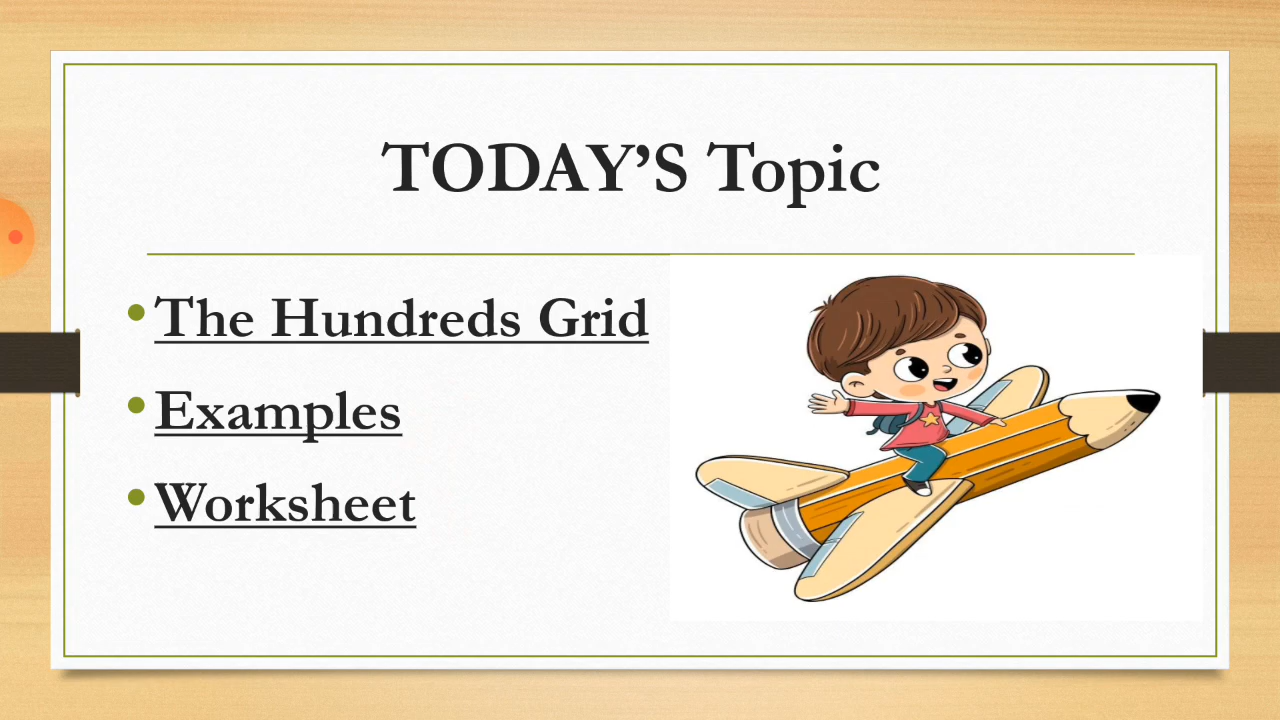 TODAY’S Topic
• The Hundreds Grid
• Examples
• Worksheet